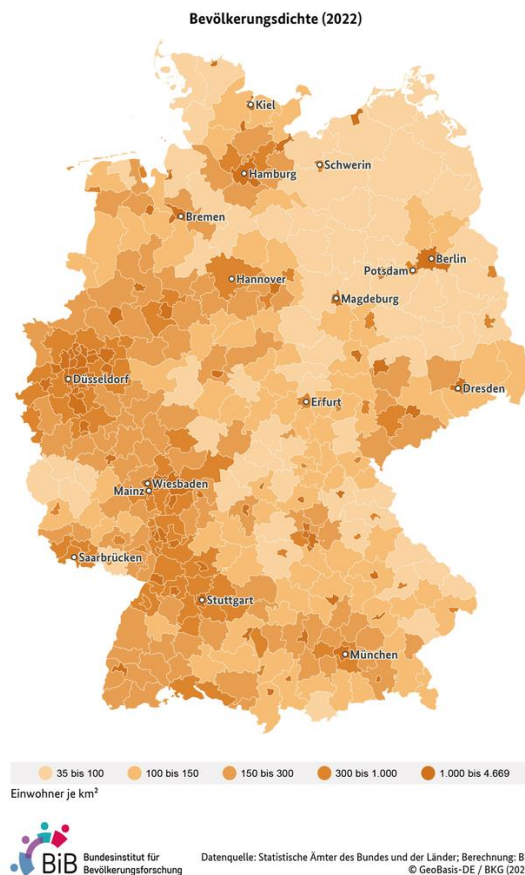 Bevölkerungsdichte (2022)
Kiel
Schwerin
Hamburg
Bremen
Berlin
Potsdam
Hannover
Magdeburg
Düsseldorf
Dresden
Erfurt
Wiesbaden
Mainz
Saarbrücken
Stuttgart
München
35 bis 100 100 bis 150 150 bis 300 300 bis 1.000 1.000 bis 4.669
Einwohner je km²
BiB Bundesinstitut für
Bevölkerungsforschung
Datenquelle: Statistische Ämter des Bundes und der Länder; Berechnung: B
© GeoBasis-DE / BKG (202